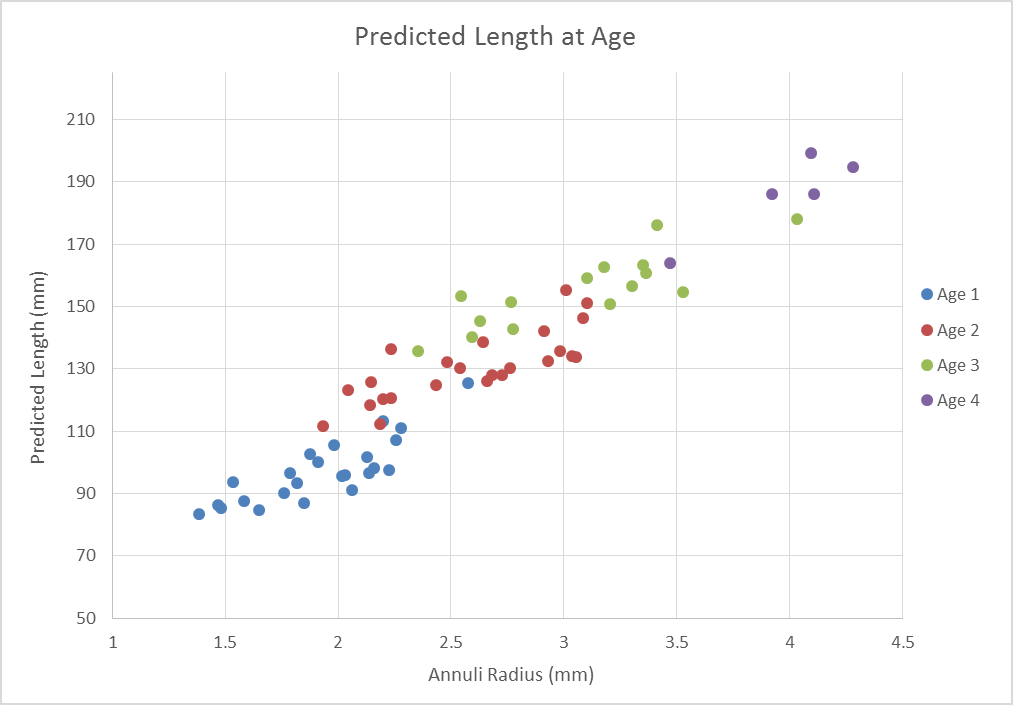 Predicted Length at Age
210
190
170
150
130
110
90
70
50
Predicted Length (mm)
1 1.5 2 2.5 3 3.5 4 4.5
Annuli Radius (mm)
Age 1
Age 2
Age 3
Age 4